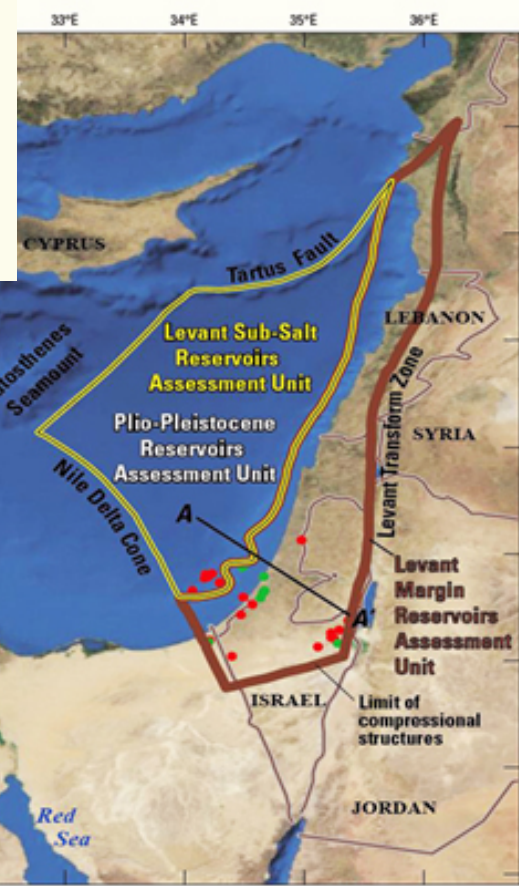 33°E 34°E 35°E 36°E
CYPRUS
Tartus Fault
Levant Sub-Salt
Reservoirs
Assessment Unit
LEBANON
Seamount
Plio-Pleistocene
Reservoirs
Assessment Unit
SYRIA
Levant Transform Zone
Nile Delta Cone
A
Levant
Margin
Reservoirs
Assessment
Unit
A'
ISRAEL
Limit of
compressional
structures
JORDAN
Red
Sea